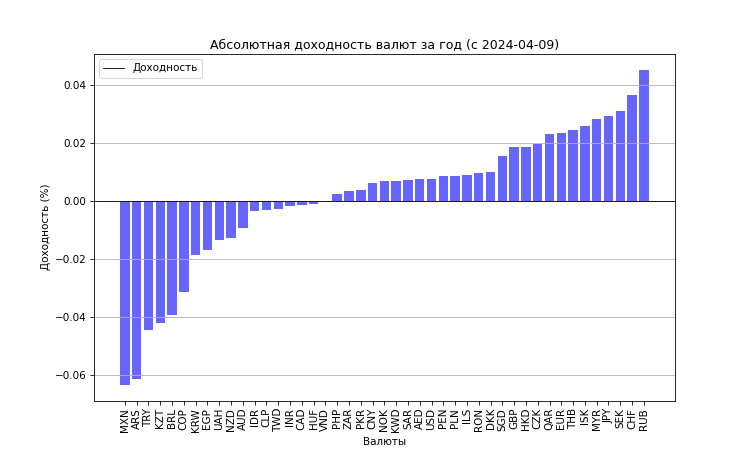 Абсолютная доходность валют за год (с 2024-04-09)
Доходность
0.04
0.02
0.00
−0.02
−0.04
−0.06
Доходность (%)
MXN
ARS
TRY
KZT
BRL
COP
KRW
EGP
UAH
NZD
AUD
IDR
CLP
TWD
INR
CAD
HUF
VND
PHP
ZAR
PKR
CNY
NOK
KWD
SAR
AED
USD
PEN
PLN
ILS
RON
DKK
SGD
GBP
HKD
CZK
QAR
EUR
THB
ISK
MYR
JPY
SEK
CHF
RUB
Валюты